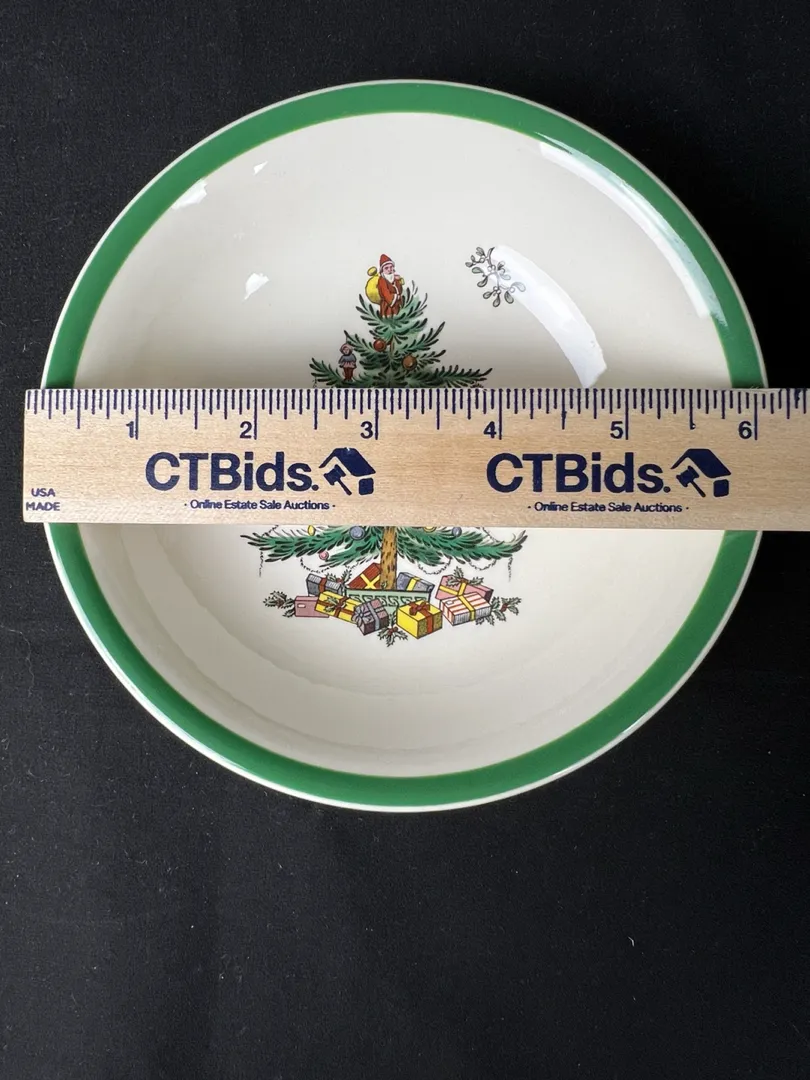 1 2 3 4 5 6
CTBids. CTBids.
· Online Estate Sale Auctions · · Online Estate Sale Auctions ·
USA
MADE